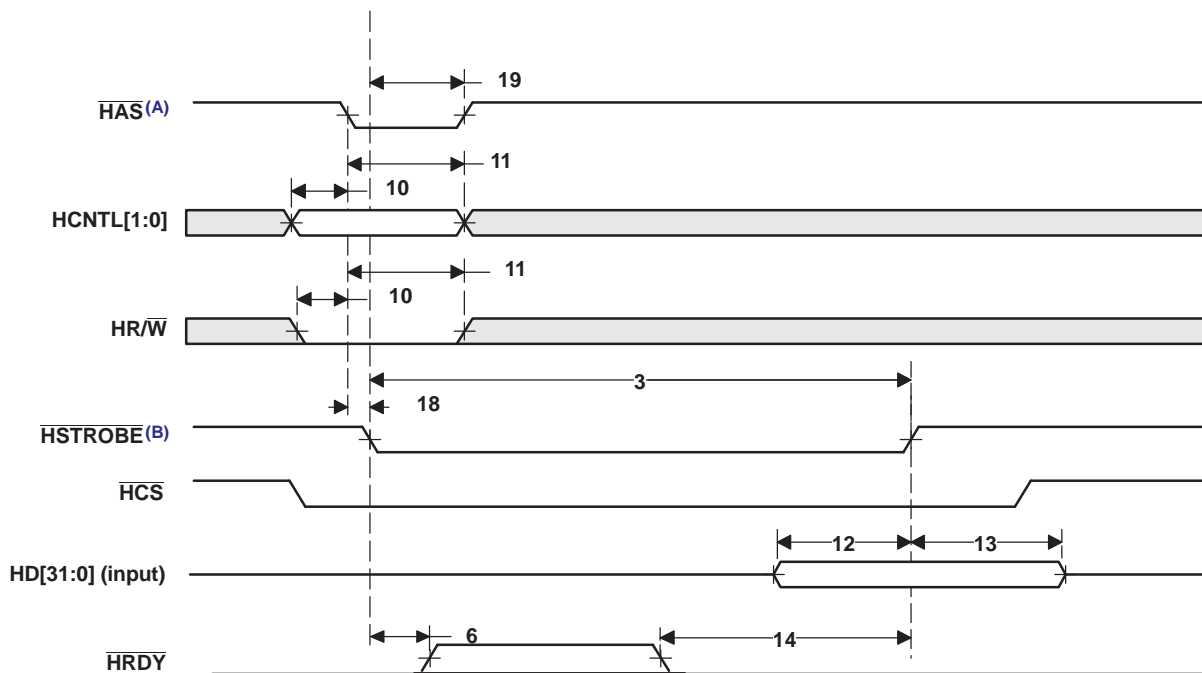 19
HAS(A)
11
10
HCNTL[1:0]
11
10
HR/W
3
18
HSTROBE(B)
HCS
12
13
HD[31:0] (input)
6
14
HRDY